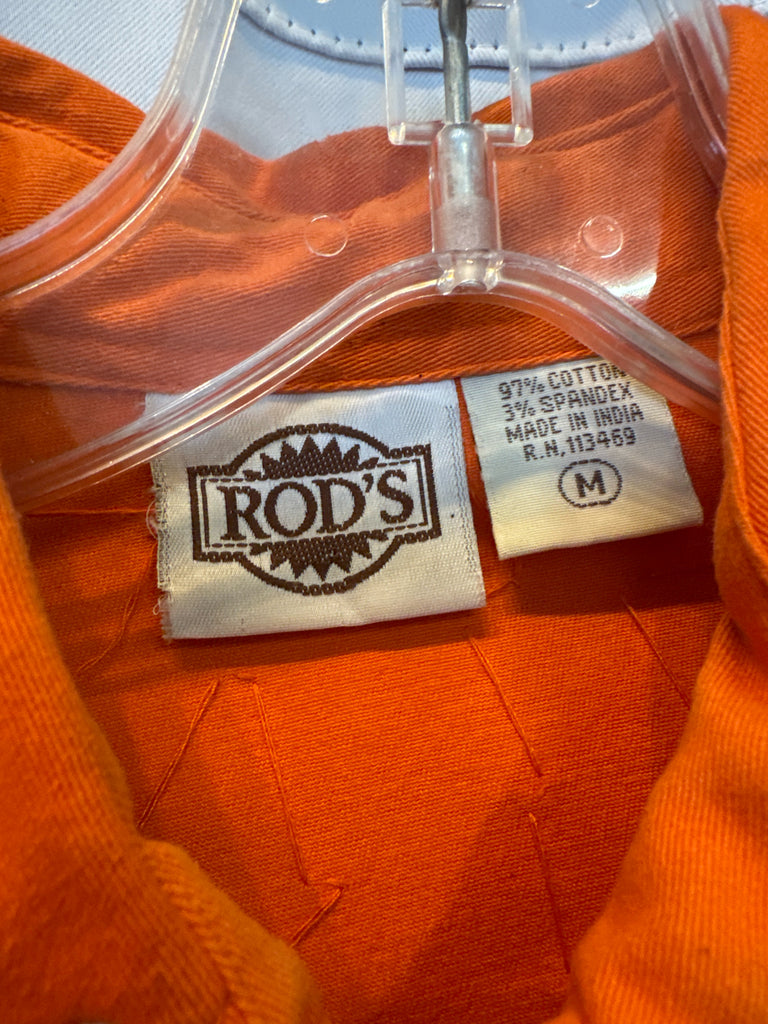 ROD'S
97% COTTON
3% SPANDEX
MADE IN INDIA
R.N. 113469
M